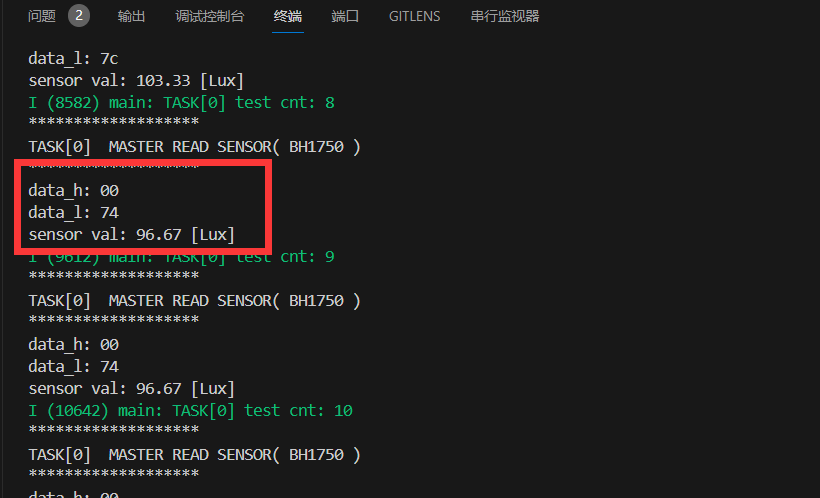 问题 2 输出 调试控制台 终端 端口 GITLENS 串行监视器
data_l: 7c
sensor val: 103.33 [Lux]
I (8582) main: TASK[0] test cnt: 8
*******************
TASK[0]  MASTER READ SENSOR( BH1750 )
*******************
data_h: 00
data_l: 74
sensor val: 96.67 [Lux]
I (9612) main: TASK[0] test cnt: 9
*******************
TASK[0]  MASTER READ SENSOR( BH1750 )
*******************
data_h: 00
data_l: 74
sensor val: 96.67 [Lux]
I (10642) main: TASK[0] test cnt: 10
*******************
TASK[0]  MASTER READ SENSOR( BH1750 )
*******************
data_h: 00